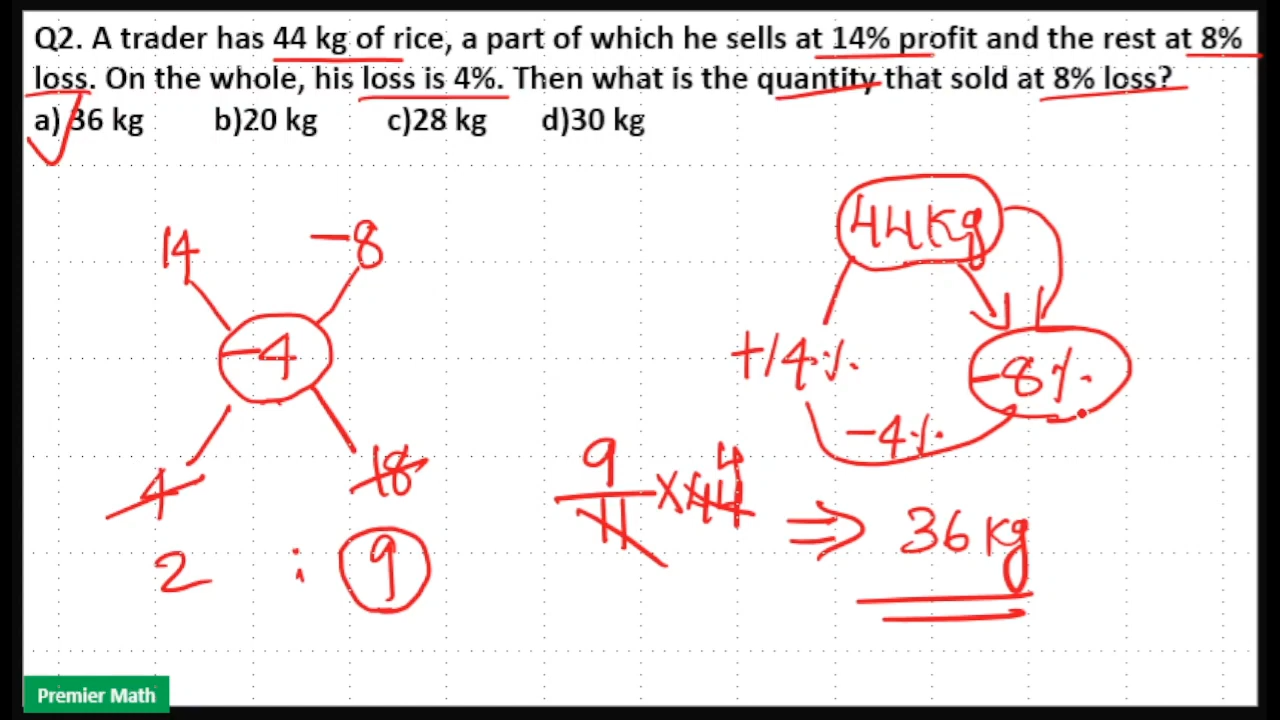 Q2. A trader has 44 kg of rice, a part of which he sells at 14% profit and the rest at 8%
loss. On the whole, his loss is 4%. Then what is the quantity that sold at 8% loss?
a) 36 kg b)20 kg c)28 kg d)30 kg
14 -8
-4
4 18
2 : 9
44 kg
+14% -8%
-4%
9/11 x 44 4
⇒ 36 kg
Premier Math